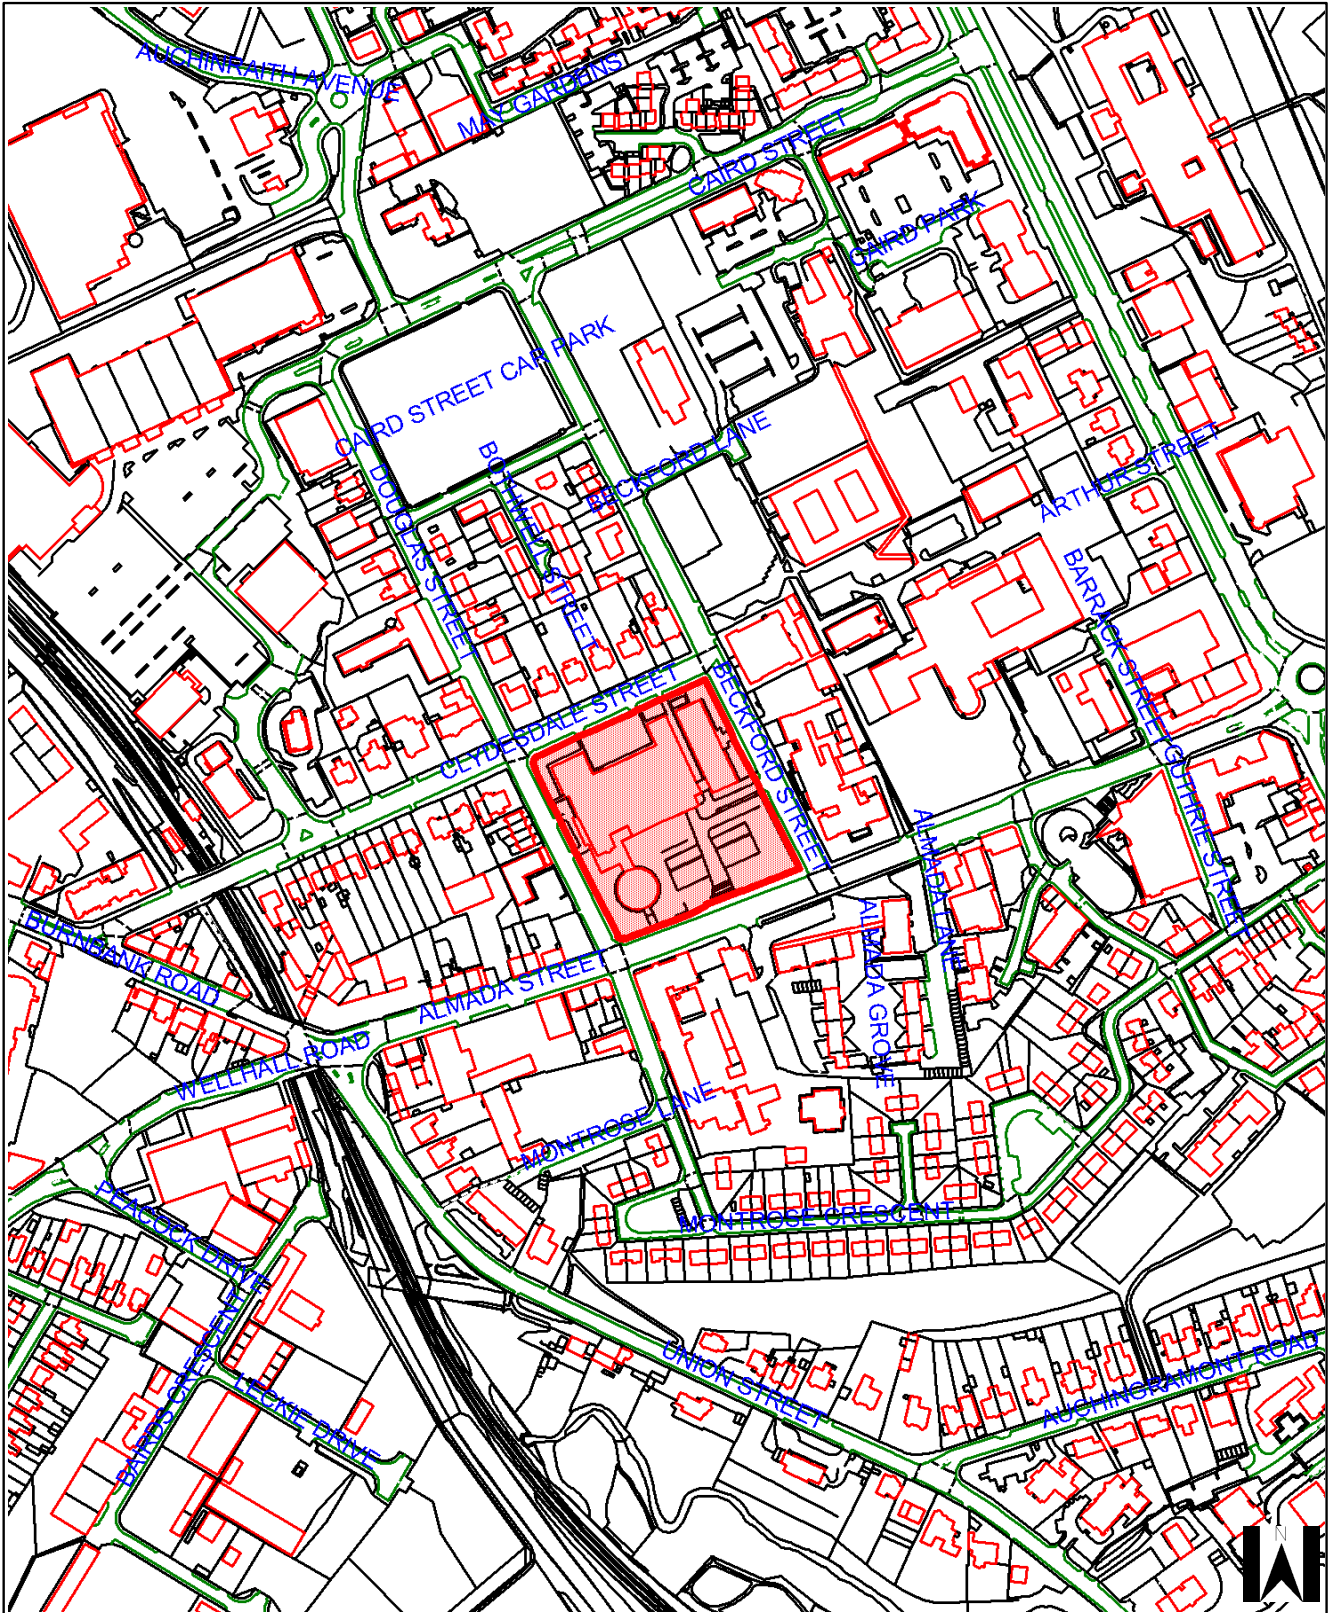 AUCHINRAITH AVENUE
MAY GARDENS
CAIRD STREET
CAIRD PARK
CAIRD STREET CAR PARK
BECKFORD LANE
BOTHWELL STREET
DOUGLAS STREET
ARTHUR STREET
BARRACK STREET
CLYDESDALE STREET
BECKFORD STREET
GUTHRIE STREET
ALMADA LANE
ALMADA GROVE
BURNBANK ROAD
ALMADA STREET
WELLHALL ROAD
MONTROSE LANE
PEACOCK DRIVE
MONTROSE CRESCENT
BAIRDS CRESCENT
LECKIE DRIVE
UNION STREET
AUCHINGRAMONT ROAD
N